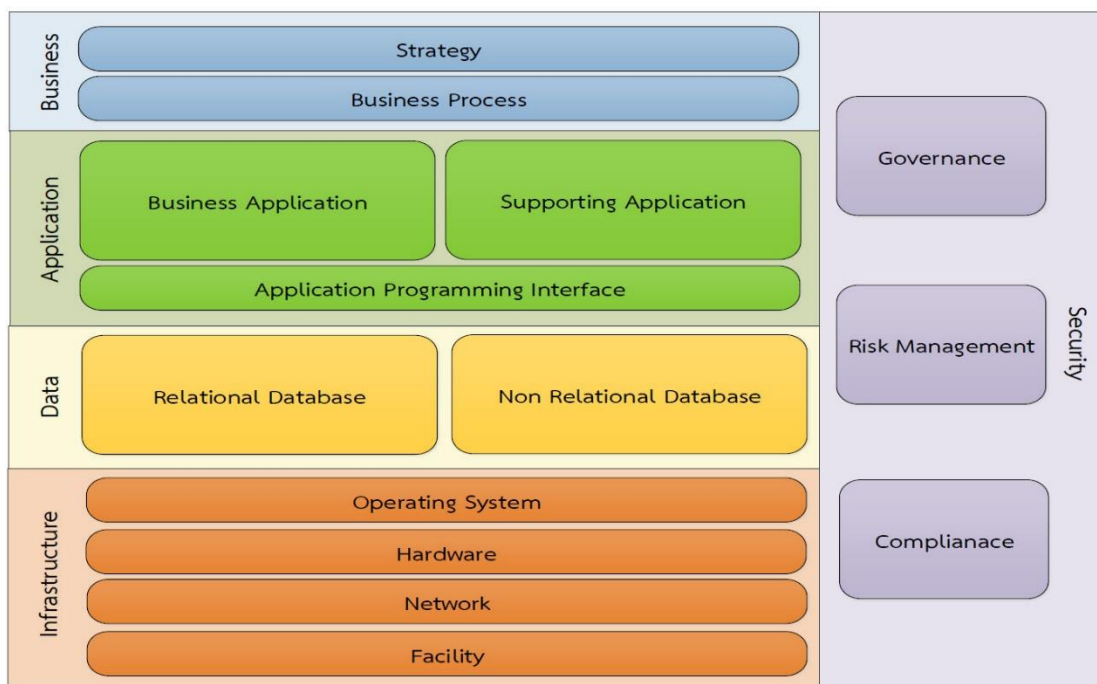 Business
Strategy
Business Process
Application
Business Application
Supporting Application
Application Programming Interface
Data
Relational Database
Non Relational Database
Infrastructure
Operating System
Hardware
Network
Facility
Security
Governance
Risk Management
Complianace